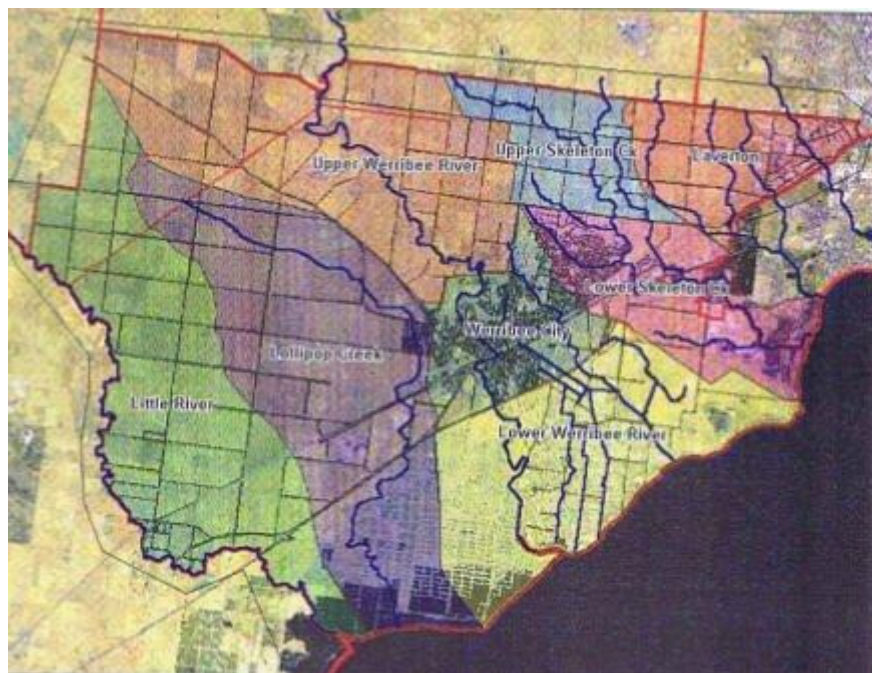 Upper Werribee River
Upper Skeleton Ck
Laverton
Lower Skeleton Ck
Werribee City
Lollipop Creek
Little River
Lower Werribee River